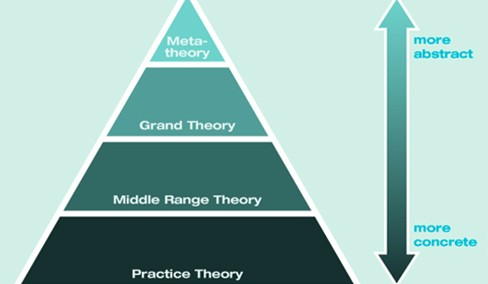 Meta-
theory
more
abstract
Grand Theory
Middle Range Theory
more
concrete
Practice Theory